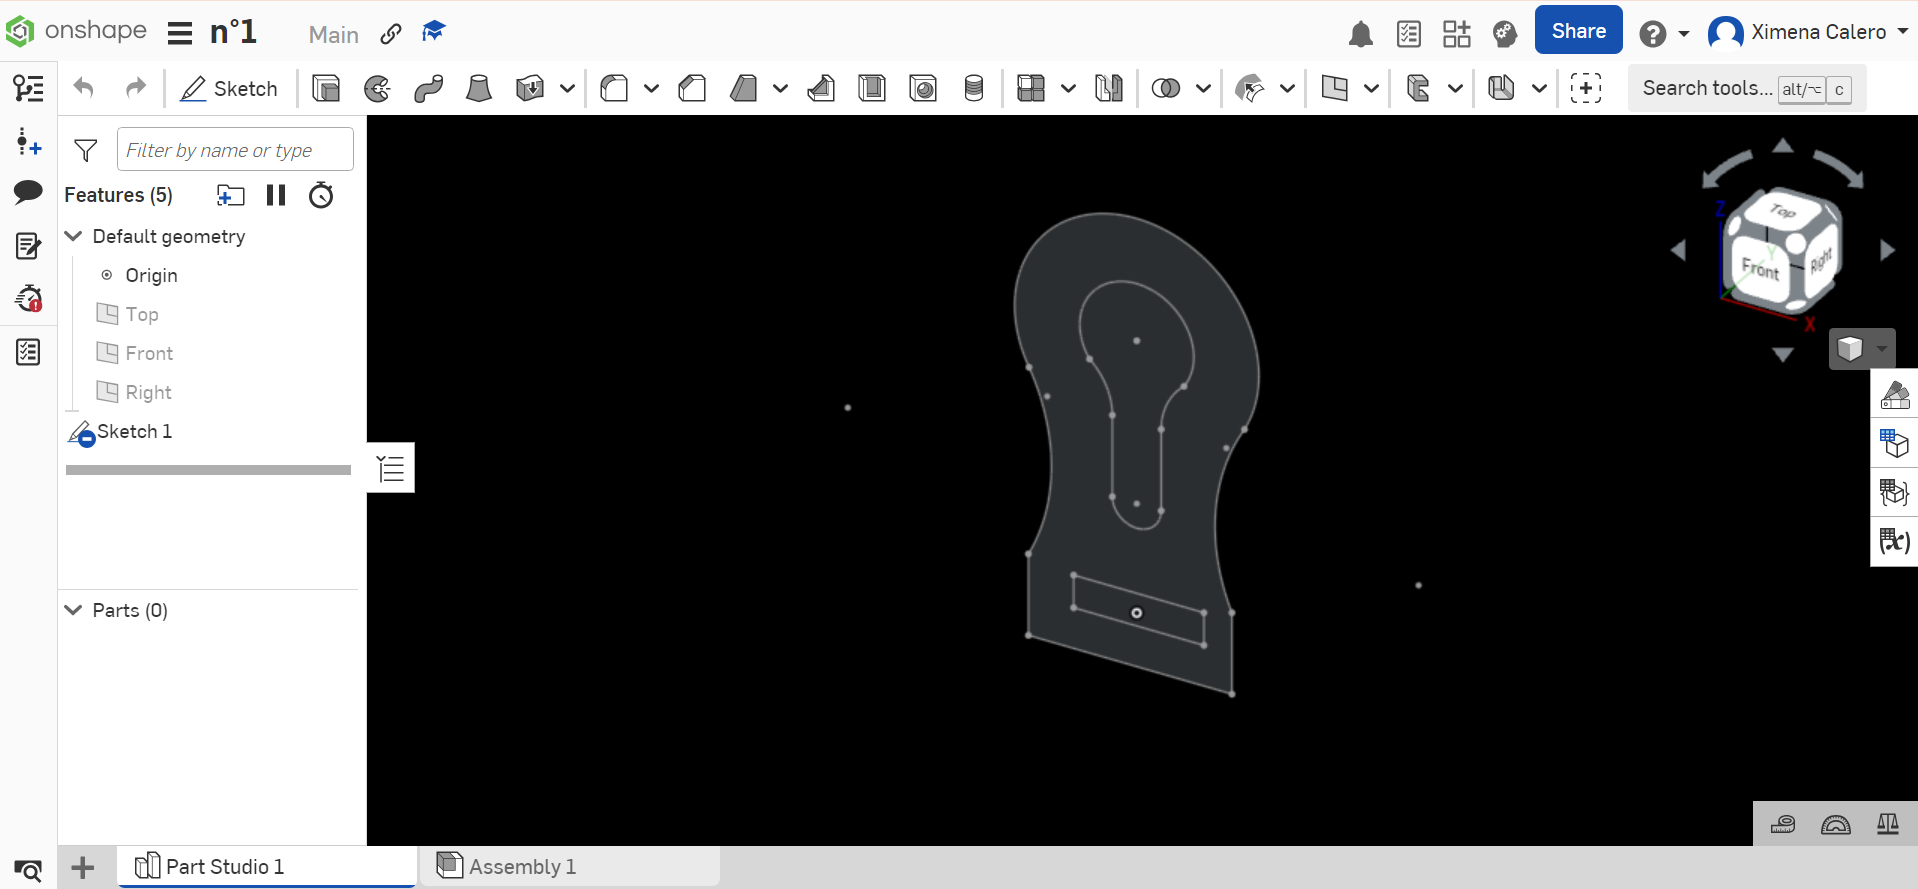 onshape n°1 Main Share Ximena Calero
Sketch Search tools... alt/⌥ c
Filter by name or type
Features (5)
Default geometry
Origin
Top
Front
Right
Sketch 1
Parts (0)
Top
Front
Right
Z
Y
X
(x)
Part Studio 1
Assembly 1